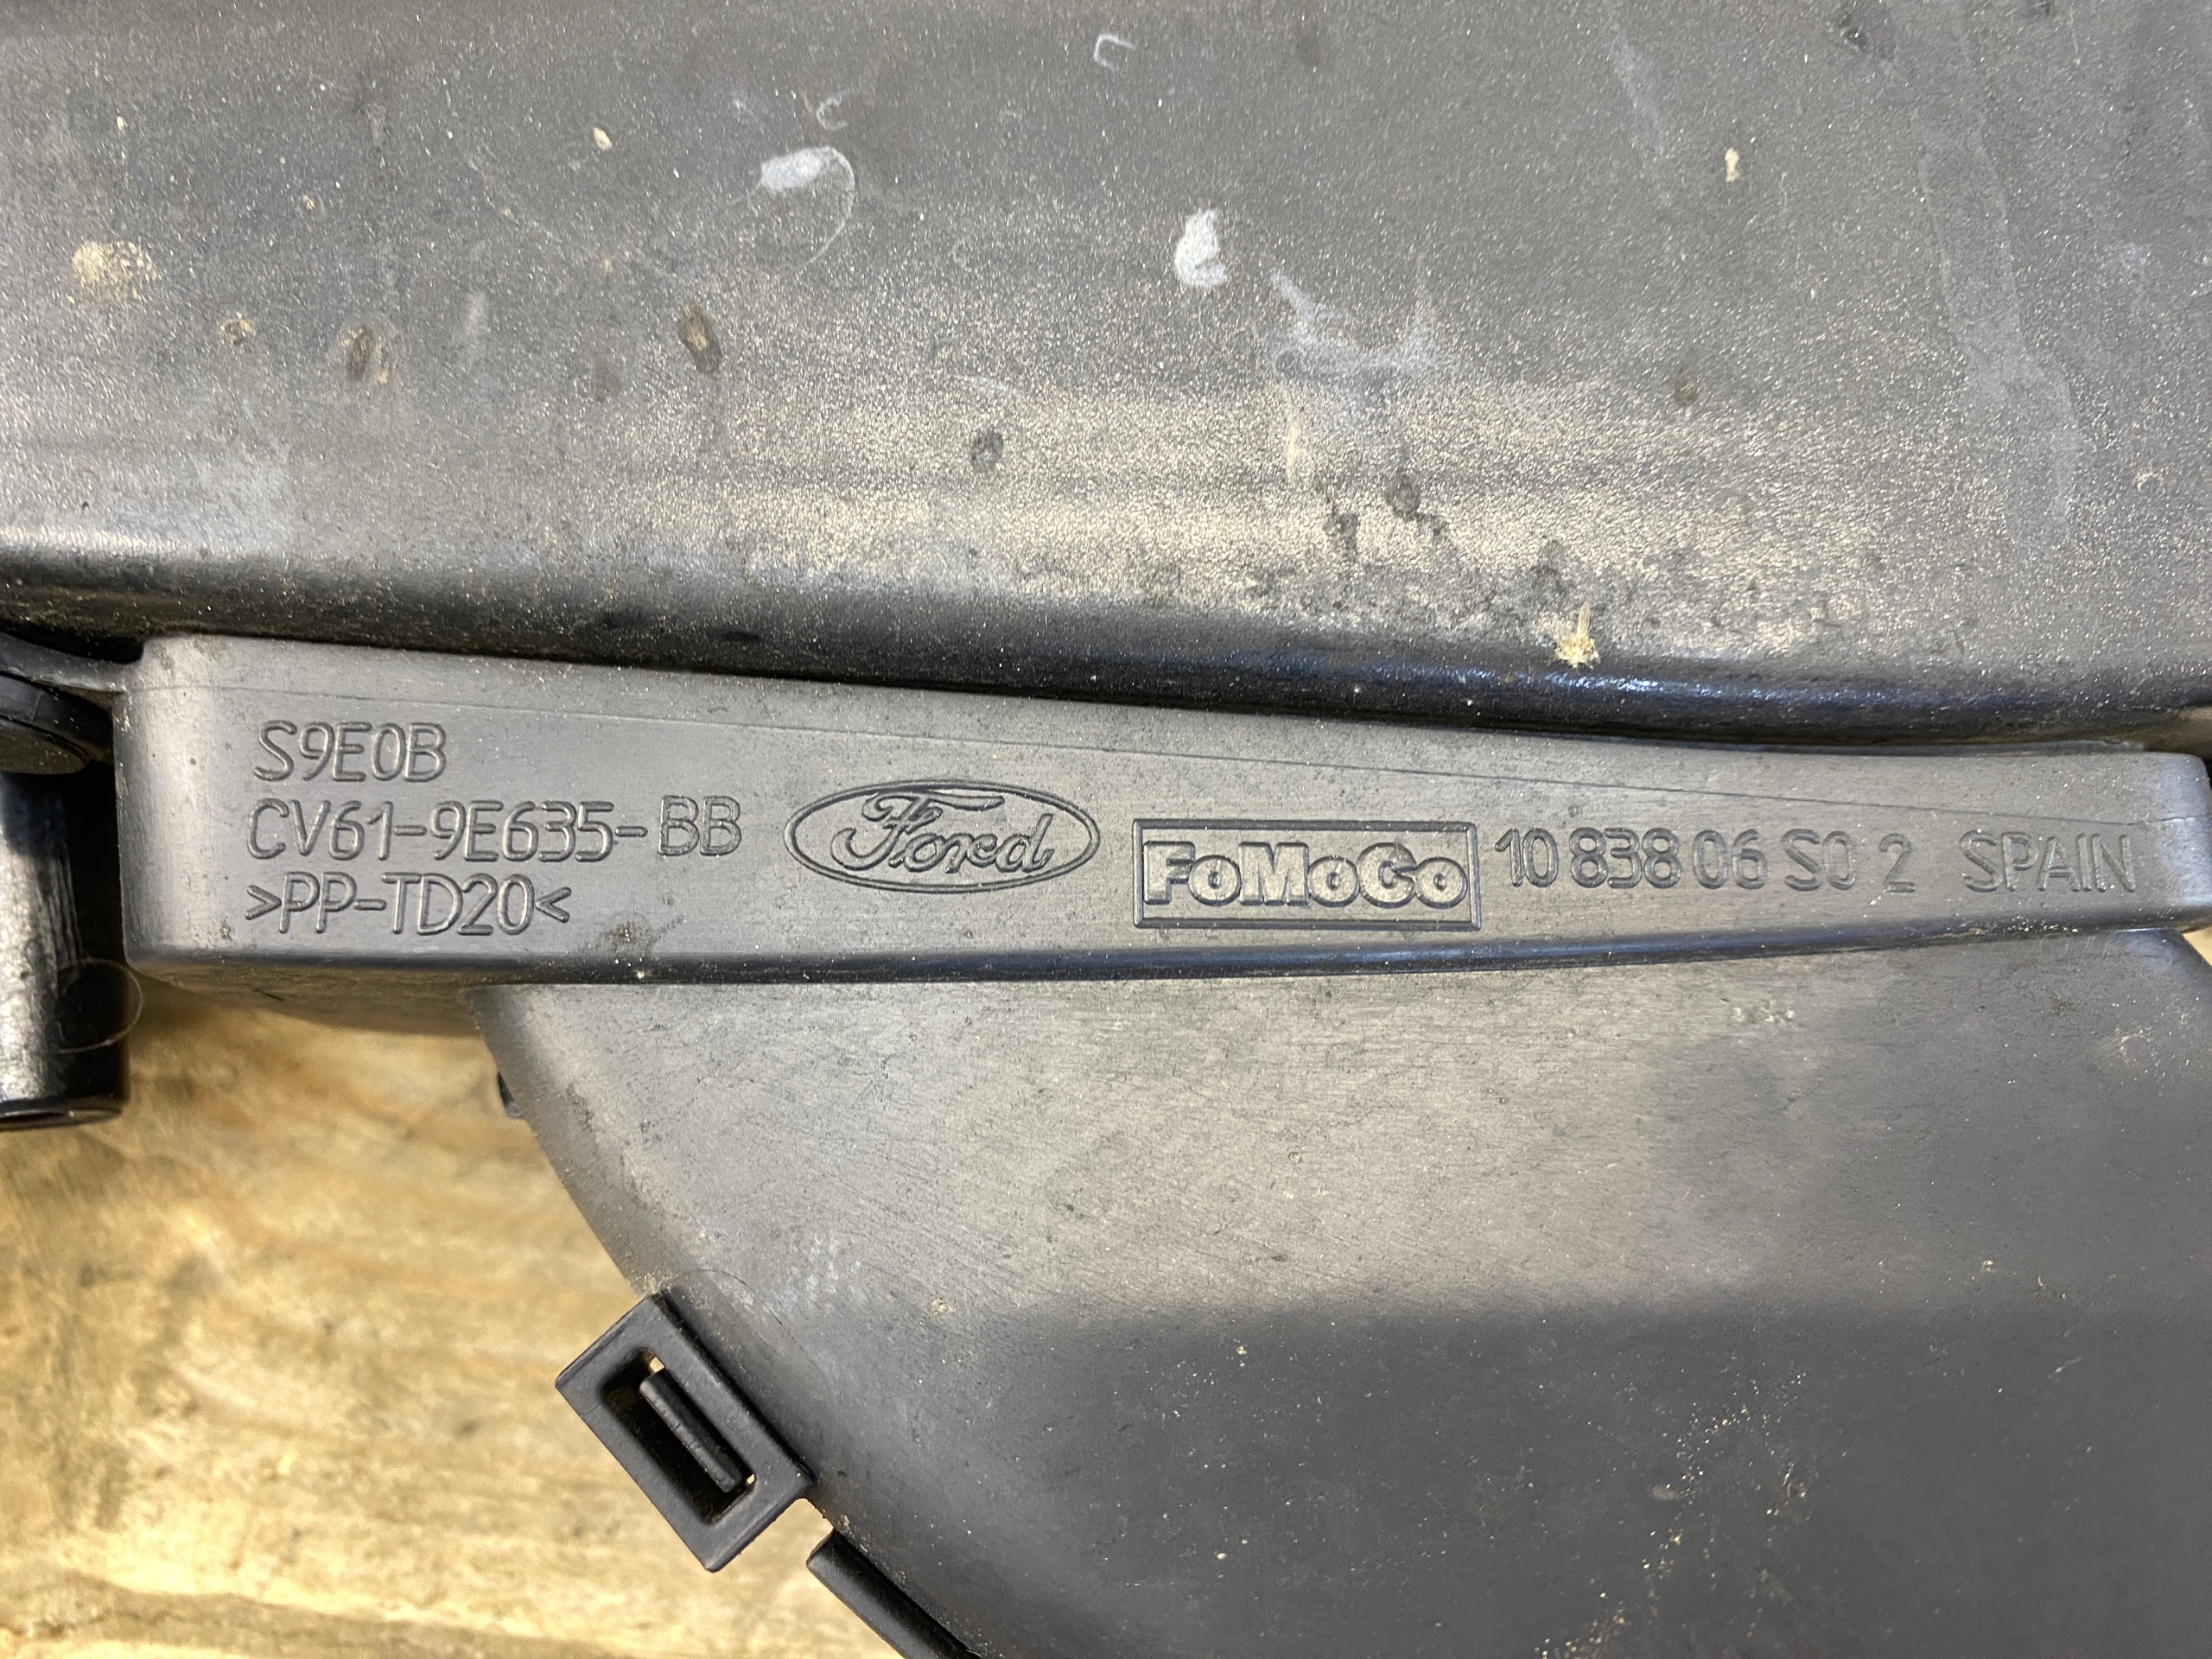 S9E0B
CV61-9E635-BB
>PP-TD20<
Ford
FoMoCo
10 838 06 S0 2 SPAIN